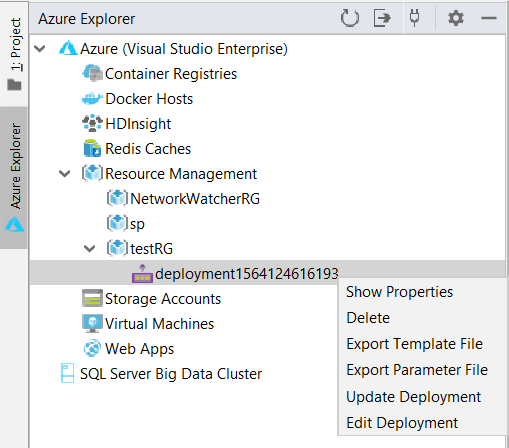 Azure Explorer
1: Project
Azure Explorer
Azure (Visual Studio Enterprise)
Container Registries
Docker Hosts
HDInsight
Redis Caches
Resource Management
NetworkWatcherRG
sp
testRG
deployment1564124616193
Storage Accounts
Virtual Machines
Web Apps
SQL Server Big Data Cluster
Show Properties
Delete
Export Template File
Export Parameter File
Update Deployment
Edit Deployment